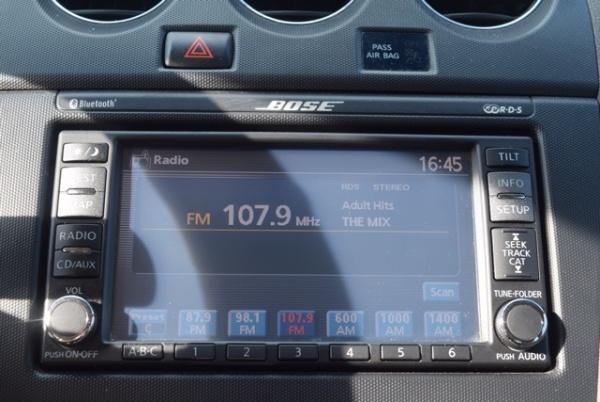 PASS
AIR BAG
Bluetooth
BOSE
R·D·S
Radio
16:45
TILT
RDS STEREO
Adult Hits
FM 107.9 MHz
THE MIX
INFO
SETUP
RADIO
CD/AUX
SEEK
TRACK
CAT
Scan
VOL
TUNE·FOLDER
Preset
C
87.9
FM
98.1
FM
107.9
FM
600
AM
1000
AM
1400
AM
PUSH ON·OFF
A·B·C
1
2
3
4
5
6
PUSH AUDIO